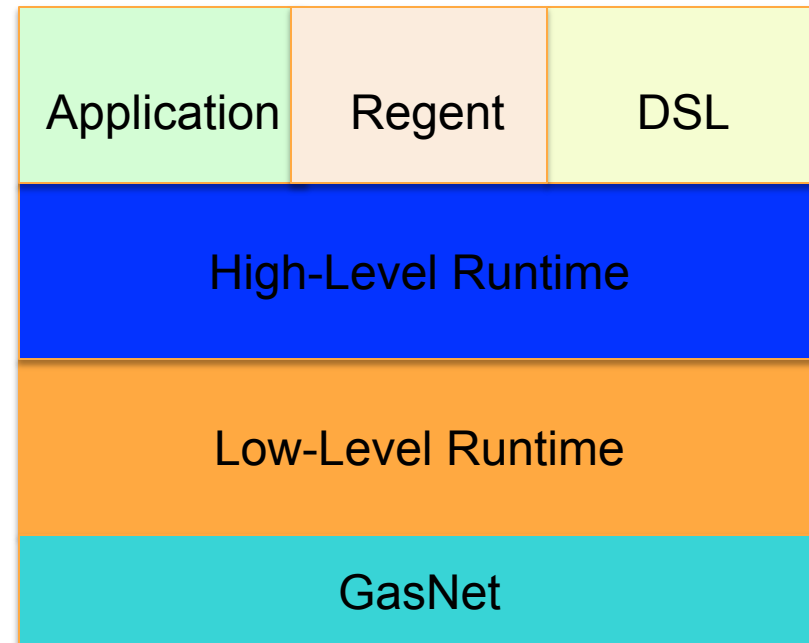 Application
Regent
DSL
High-Level Runtime
Low-Level Runtime
GasNet